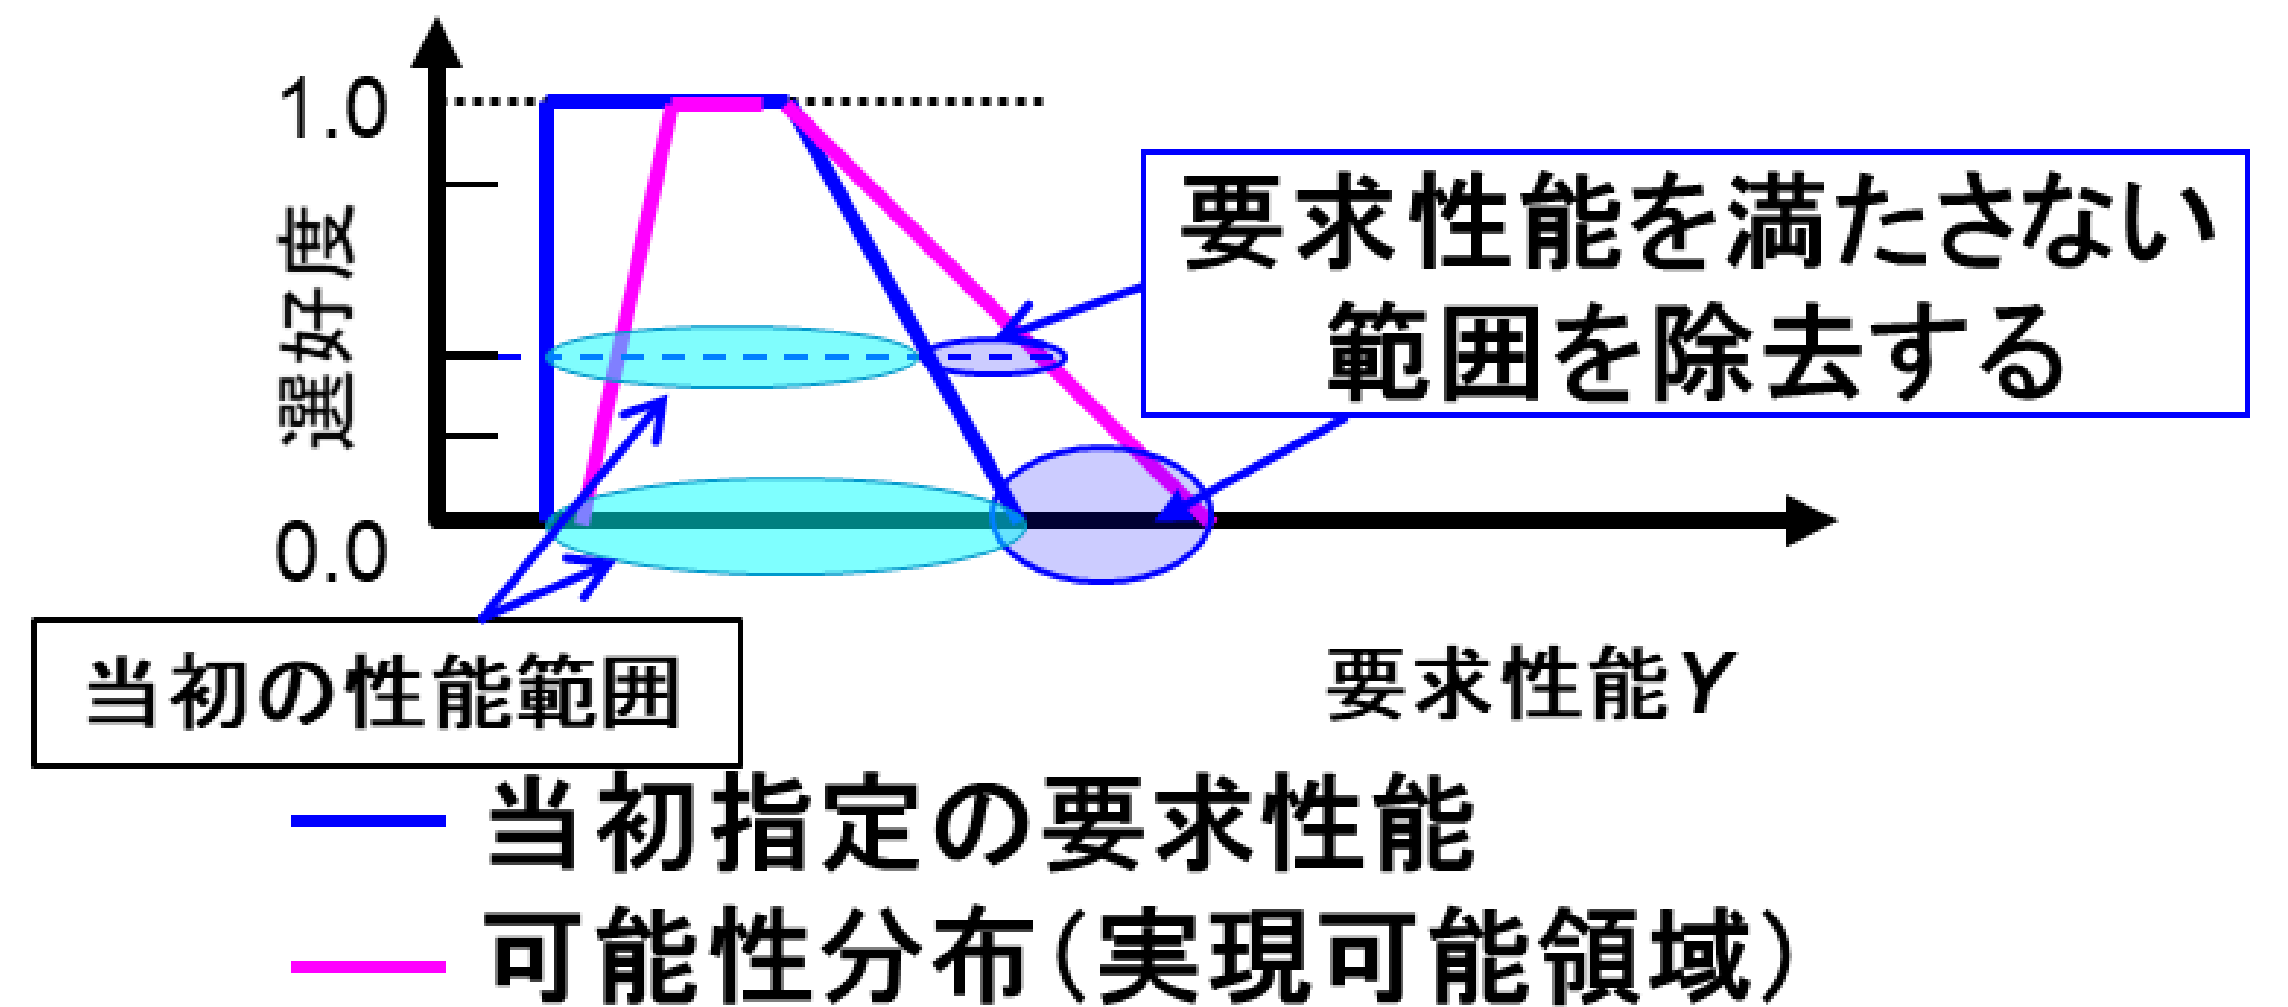 1.0
選好度
0.0
要求性能を満たさない
範囲を除去する
当初の性能範囲
要求性能Y
当初指定の要求性能
可能性分布(実現可能領域)